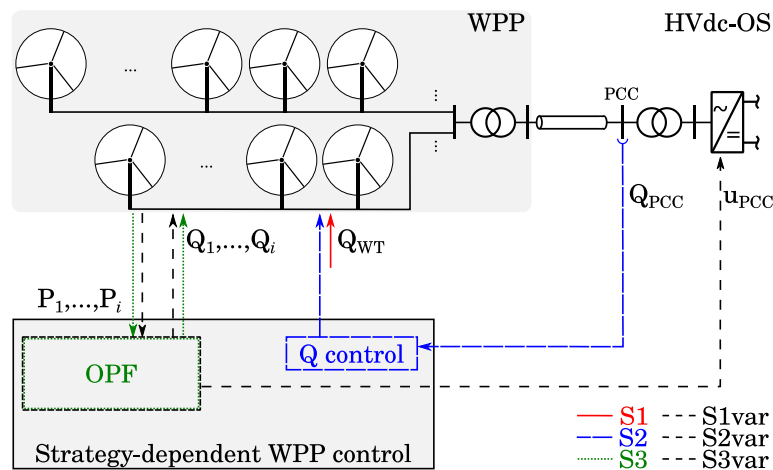 WPP HVdc-OS
...
PCC
...
~
=
...
...
Q_PCC u_PCC
Q_1,...,Q_i Q_WT
P_1,...,P_i
Q control
OPF
S1 S1var
S2 S2var
S3 S3var
Strategy-dependent WPP control